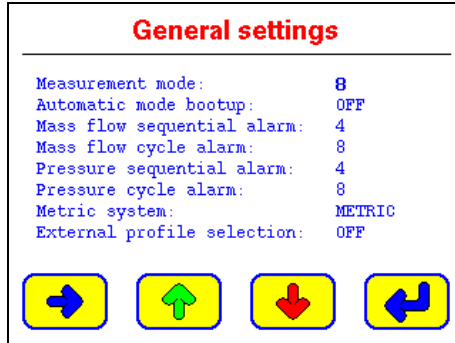 General settings
Measurement mode: 8
Automatic mode bootup: OFF
Mass flow sequential alarm: 4
Mass flow cycle alarm: 8
Pressure sequential alarm: 4
Pressure cycle alarm: 8
Metric system: METRIC
External profile selection: OFF